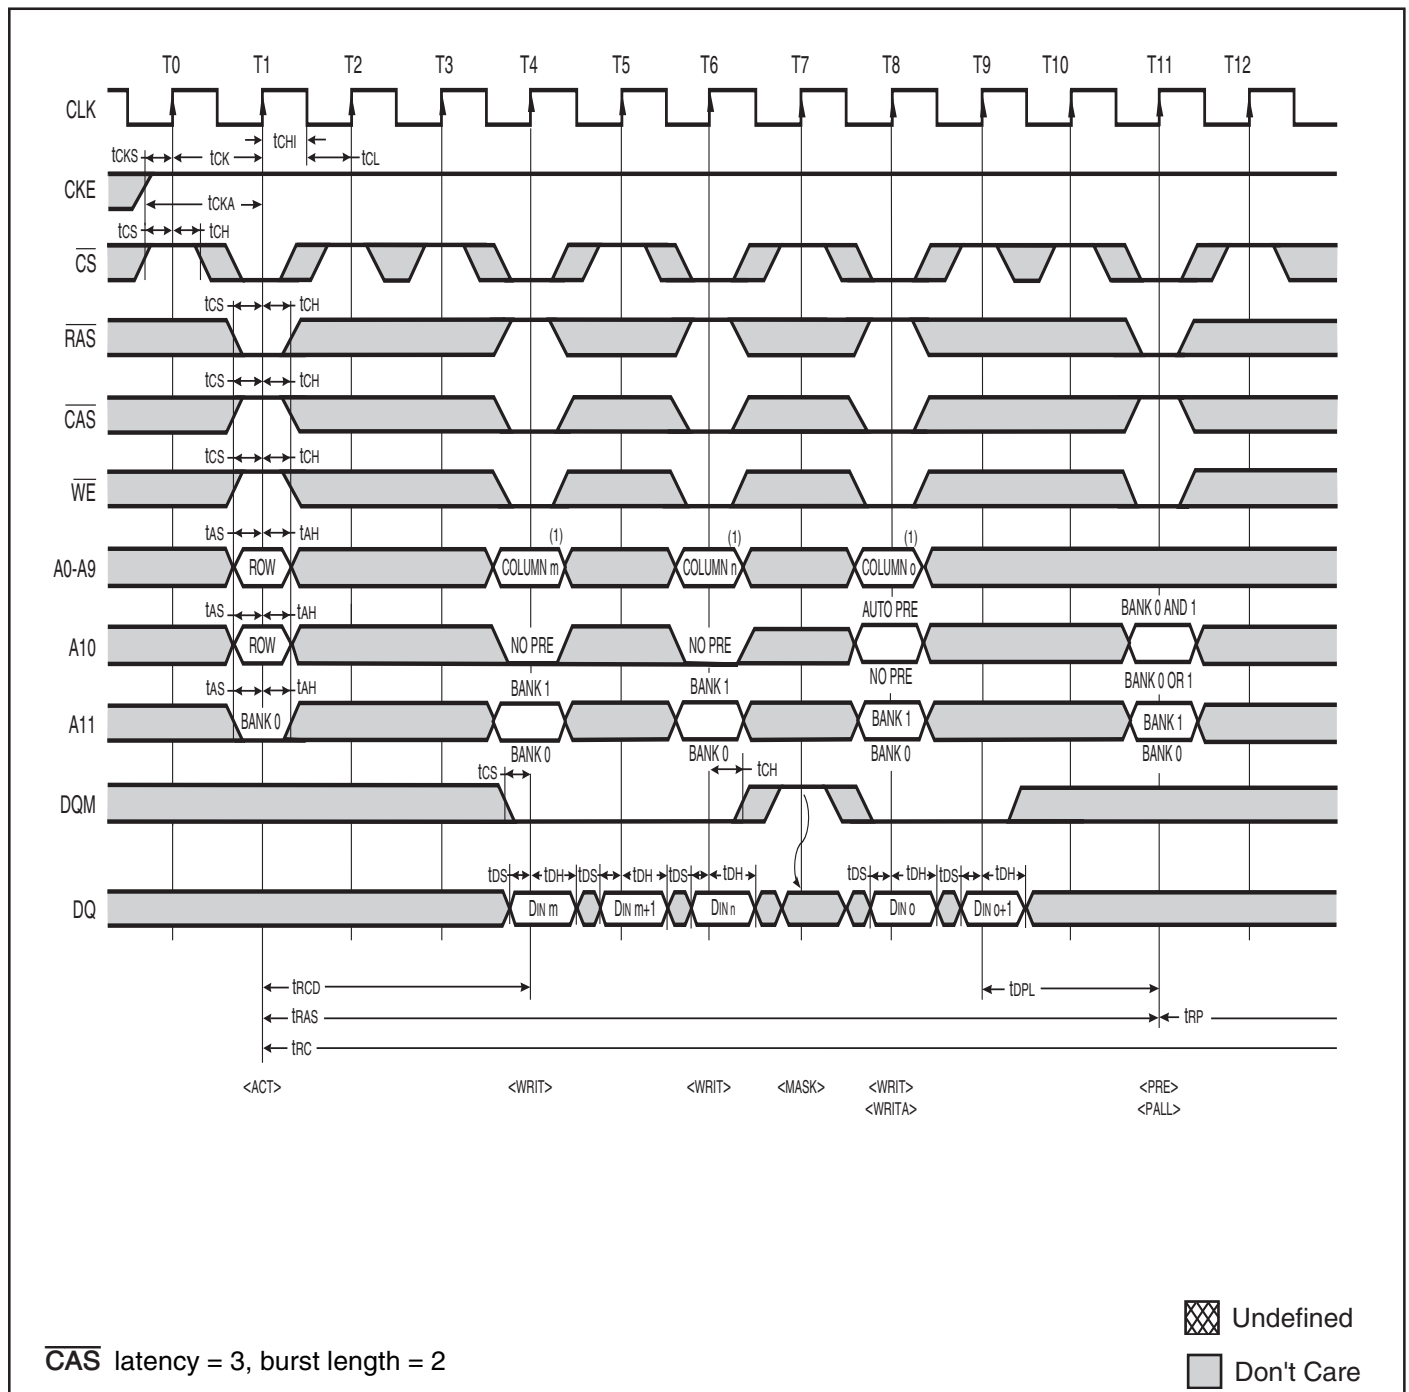 T0 T1 T2 T3 T4 T5 T6 T7 T8 T9 T10 T11 T12
CLK
tCHI
tCKS tCK tCL
CKE
tCKA
tCS tCH
CS
tCS tCH
RAS
tCS tCH
CAS
tCS tCH
WE
tAS tAH (1) (1) (1)
A0-A9 ROW COLUMN m COLUMN n COLUMN o
tAS tAH AUTO PRE BANK 0 AND 1
A10 ROW NO PRE NO PRE
NO PRE BANK 0 OR 1
tAS tAH BANK 1 BANK 1
A11 BANK 0 BANK 1 BANK 1
BANK 0 BANK 0 BANK 0 BANK 0
tCS tCH
DQM
tDS tDH tDS tDH tDS tDH tDS tDH tDS tDH
DQ DIN m DIN m+1 DIN n DIN o DIN o+1
tRCD tDPL
tRAS tRP
tRC
<ACT> <WRIT> <WRIT> <MASK> <WRIT> <PRE>
<WRITA> <PALL>
Undefined
CAS latency = 3, burst length = 2
Don't Care